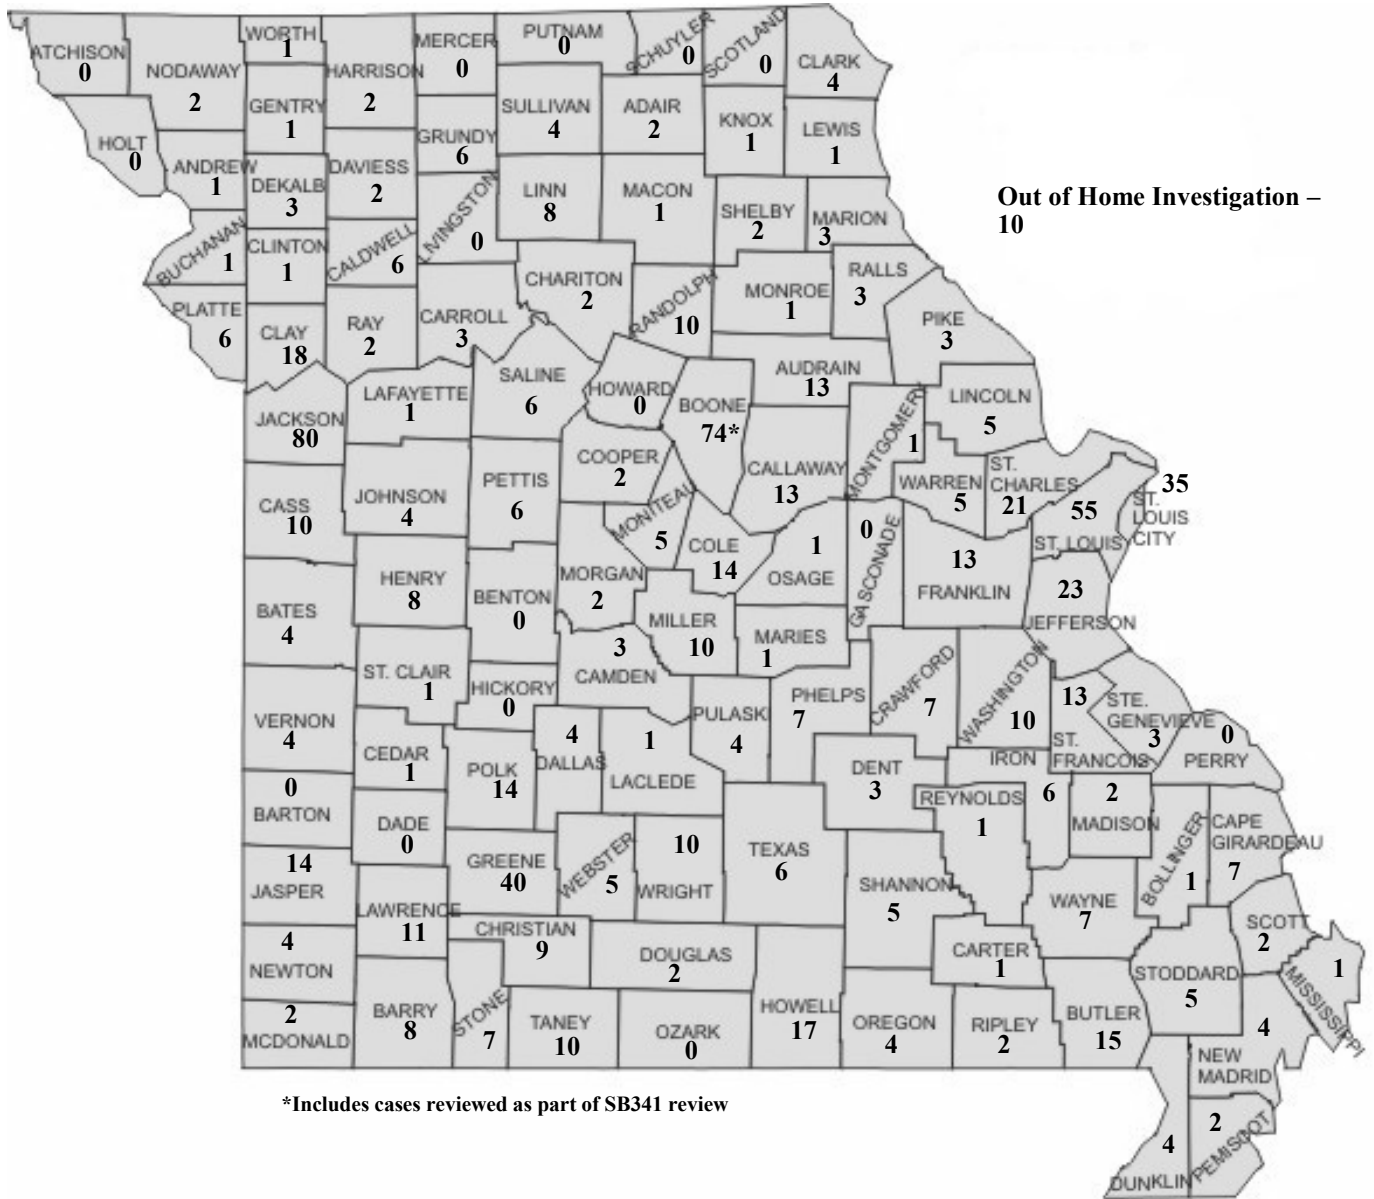 ATCHISON
0
NODAWAY
2
WORTH
1
HARRISON
2
MERCER
0
PUTNAM
0
SCHUYLER
0
SCOTLAND
0
CLARK
4
HOLT
0
GENTRY
1
GRUNDY
6
SULLIVAN
4
ADAIR
2
KNOX
1
LEWIS
1
ANDREW
1
DEKALB
3
DAVIESS
2
LIVINGSTON
0
LINN
8
MACON
1
SHELBY
2
MARION
3
Out of Home Investigation –
10
BUCHANAN
1
CLINTON
1
CALDWELL
6
CHARITON
2
RANDOLPH
10
MONROE
1
RALLS
3
PLATTE
6
CLAY
18
RAY
2
CARROLL
3
PIKE
3
AUDRAIN
13
JACKSON
80
LAFAYETTE
1
SALINE
6
HOWARD
0
BOONE
74*
MONTGOMERY
1
LINCOLN
5
CASS
10
JOHNSON
4
PETTIS
6
COOPER
2
MONITEAU
5
CALLAWAY
13
WARREN
5
ST.
CHARLES
21
55
ST. LOUIS
35
ST.
LOUIS
CITY
COLE
14
1
OSAGE
0
GASCONADE
13
FRANKLIN
23
JEFFERSON
BATES
4
HENRY
8
BENTON
0
MORGAN
2
MILLER
10
MARIES
1
3
CAMDEN
ST. CLAIR
1
HICKORY
0
PULASKI
4
PHELPS
7
CRAWFORD
7
WASHINGTON
10
13
ST.
FRANCOIS
STE.
GENEVIEVE
3
0
PERRY
VERNON
4
CEDAR
1
POLK
14
4
DALLAS
1
LACLEDE
DENT
3
IRON
6
REYNOLDS
1
2
MADISON
0
BARTON
DADE
0
GREENE
40
WEBSTER
5
10
WRIGHT
TEXAS
6
SHANNON
5
BOLLINGER
1
CAPE
GIRARDEAU
7
14
JASPER
LAWRENCE
11
CHRISTIAN
9
DOUGLAS
2
CARTER
1
WAYNE
7
SCOTT
2
4
NEWTON
BARRY
8
STONE
7
TANEY
10
OZARK
0
HOWELL
17
OREGON
4
RIPLEY
2
BUTLER
15
STODDARD
5
1
MISSISSIPPI
2
MCDONALD
4
NEW
MADRID
*Includes cases reviewed as part of SB341 review
4
DUNKLIN
2
PEMISCOT